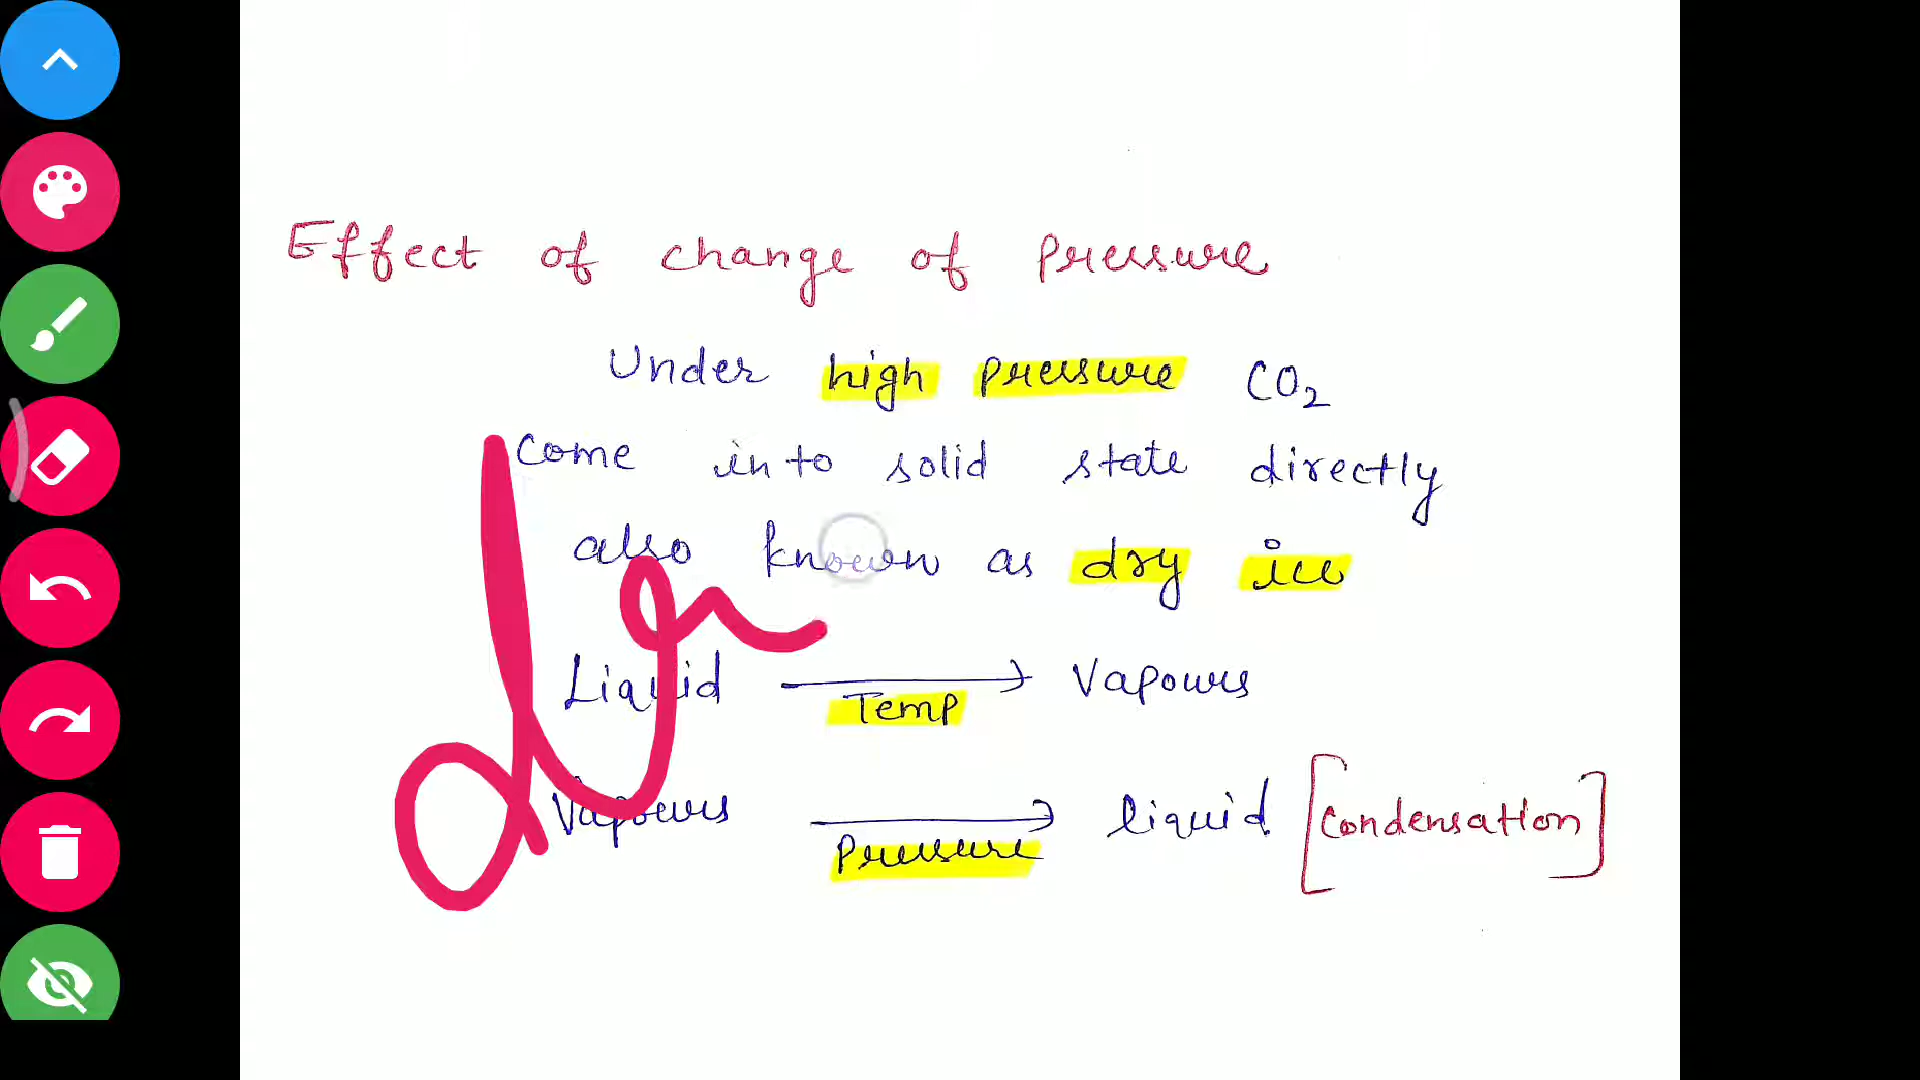 Effect of change of Pressure
Under high pressure CO2
Come into solid state directly
also known as dry ice
Liquid Temp Vapours
Vapours Pressure liquid [Condensation]